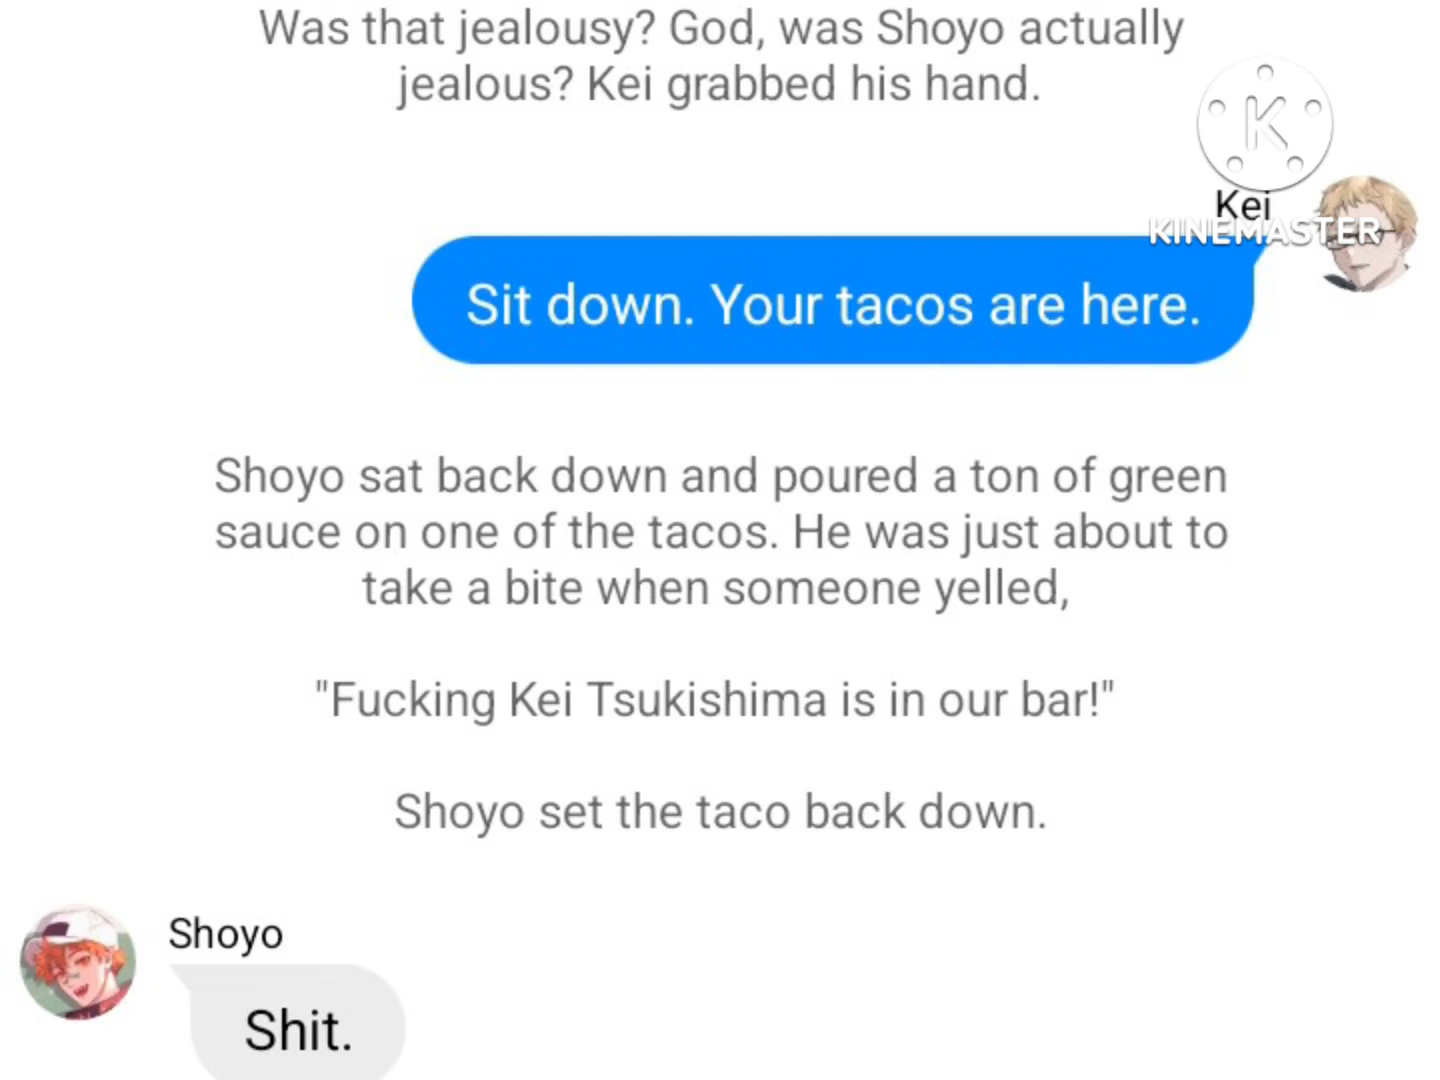 Was that jealousy? God, was Shoyo actually
jealous? Kei grabbed his hand.
K
Kei
KINEMASTER
Sit down. Your tacos are here.
Shoyo sat back down and poured a ton of green
sauce on one of the tacos. He was just about to
take a bite when someone yelled,
"Fucking Kei Tsukishima is in our bar!"
Shoyo set the taco back down.
Shoyo
Shit.